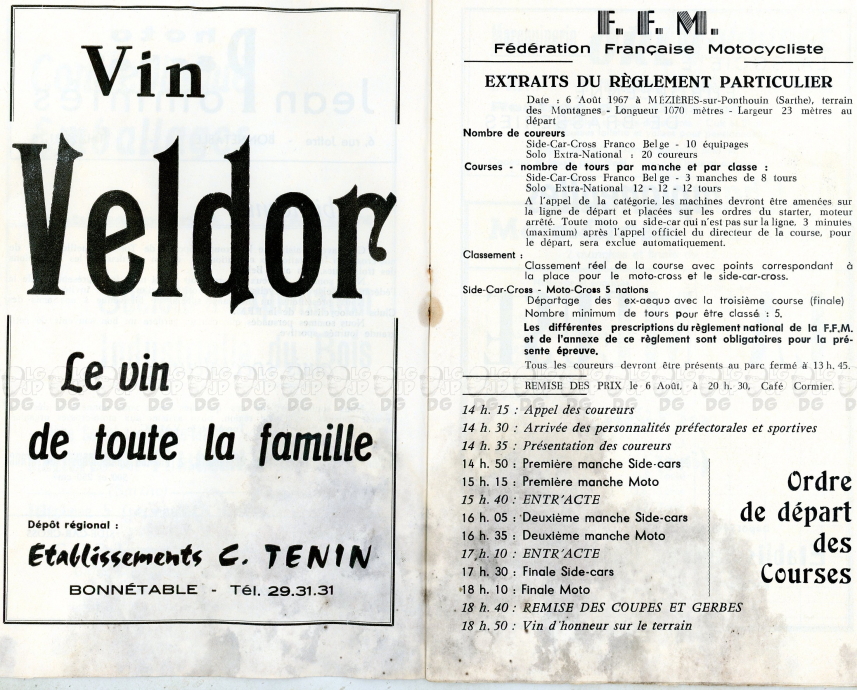 Vin
Veldor
Le vin
de toute la famille
Dépôt régional :
Établissements C. TENIN
BONNÉTABLE - Tél. 29.31.31
F. F. M.
Fédération Française Motocycliste
EXTRAITS DU RÈGLEMENT PARTICULIER
Date : 6 Août 1967 à MÉZIÈRES-sur-Ponthouin (Sarthe), terrain
des Montagnes - Longueur 1070 mètres - Largeur 23 mètres au
départ
Nombre de coureurs
Side-Car-Cross Franco Belge - 10 équipages
Solo Extra-National : 20 coureurs
Courses - nombre de tours par manche et par classe :
Side-Car-Cross Franco Belge - 3 manches de 8 tours
Solo Extra-National 12 - 12 - 12 tours
A l'appel de la catégorie, les machines devront être amenées sur
la ligne de départ et placées sur les ordres du starter, moteur
arrêté. Toute moto ou side-car qui n'est pas sur la ligne, 3 minutes
(maximum) après l'appel officiel du directeur de la course, pour
le départ, sera exclue automatiquement.
Classement :
Classement réel de la course avec points correspondant à
la place pour le moto-cross et le side-car-cross.
Side-Car-Cross - Moto-Cross 5 nations
Départage des ex-aequo avec la troisième course (finale)
Nombre minimum de tours pour être classé : 5.
Les différentes prescriptions du règlement national de la F.F.M.
et de l'annexe de ce règlement sont obligatoires pour la pré-
sente épreuve.
Tous les coureurs devront être présents au parc fermé à 13 h. 45.
REMISE DES PRIX le 6 Août, à 20 h. 30, Café Cormier.
14 h. 15 : Appel des coureurs
14 h. 30 : Arrivée des personnalités préfectorales et sportives
14 h. 35 : Présentation des coureurs
14 h. 50 : Première manche Side-cars
15 h. 15 : Première manche Moto
15 h. 40 : ENTR'ACTE
16 h. 05 : Deuxième manche Side-cars
16 h. 35 : Deuxième manche Moto
17 h. 10 : ENTR'ACTE
17 h. 30 : Finale Side-cars
18 h. 10 : Finale Moto
18 h. 40 : REMISE DES COUPES ET GERBES
18 h. 50 : Vin d'honneur sur le terrain
Ordre
de départ
des
Courses